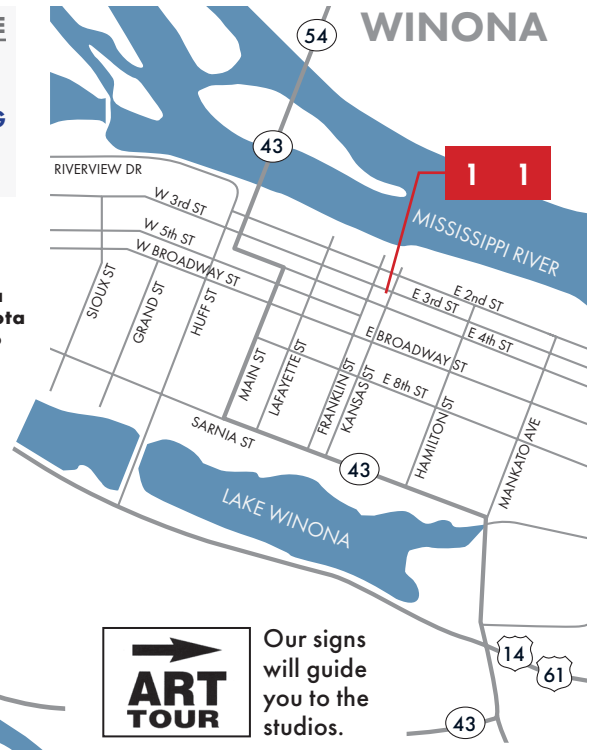 E
G
ota
WINONA
54
43
1 1
RIVERVIEW DR
W 3rd ST
W 5th ST
W BROADWAY ST
MISSISSIPPI RIVER
E 2nd ST
E 3rd ST
E 4th ST
E BROADWAY ST
E 8th ST
SIOUX ST
GRAND ST
HUFF ST
MAIN ST
LAFAYETTE ST
FRANKLIN ST
KANSAS ST
HAMILTON ST
MANKATO AVE
SARNIA ST
43
LAKE WINONA
14
61
43
ART
TOUR
Our signs
will guide
you to the
studios.